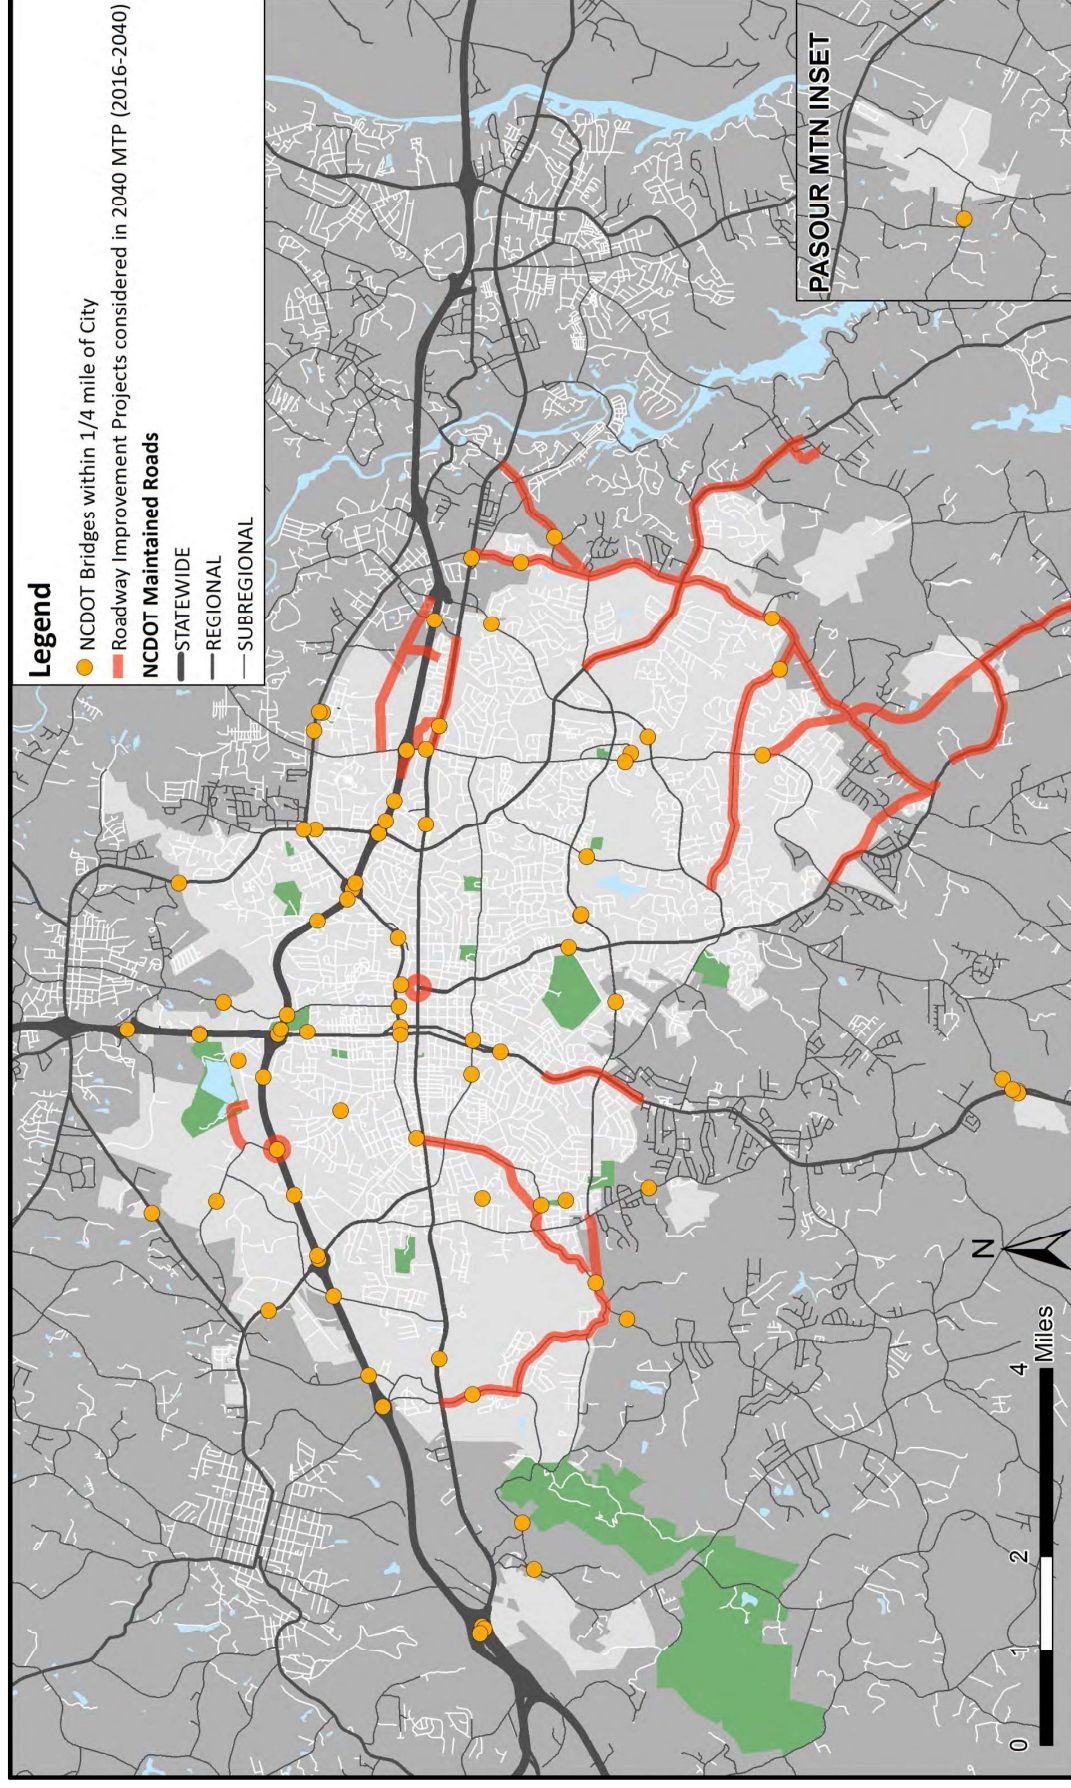 Legend
NCDOT Bridges within 1/4 mile of City
Roadway Improvement Projects considered in 2040 MTP (2016-2040)
NCDOT Maintained Roads
STATEWIDE
REGIONAL
SUBREGIONAL
PASOUR MTN INSET
N
0 1 2 4
Miles